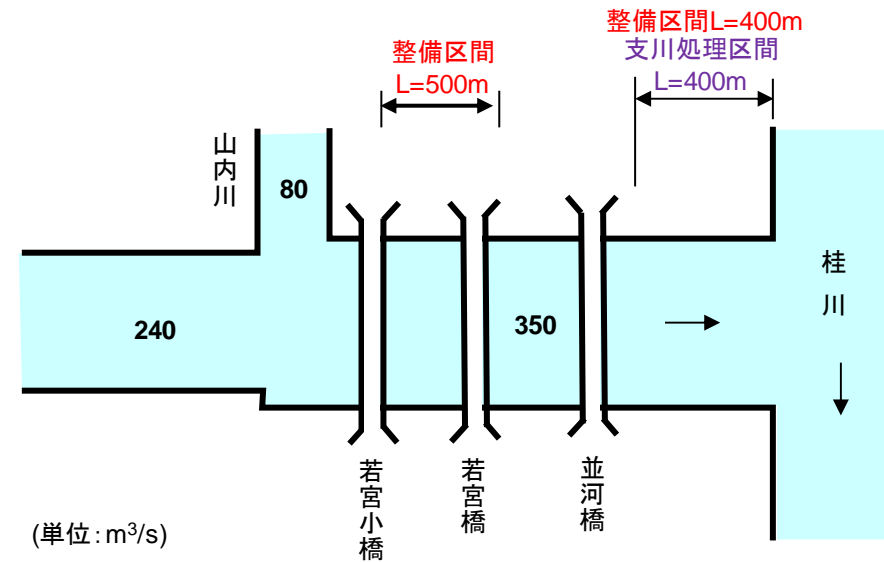 整備区間L=400m
支川処理区間
L=400m
整備区間
L=500m
山内川
80
240
350
桂川
若宮小橋
若宮橋
並河橋
(単位:m³/s)